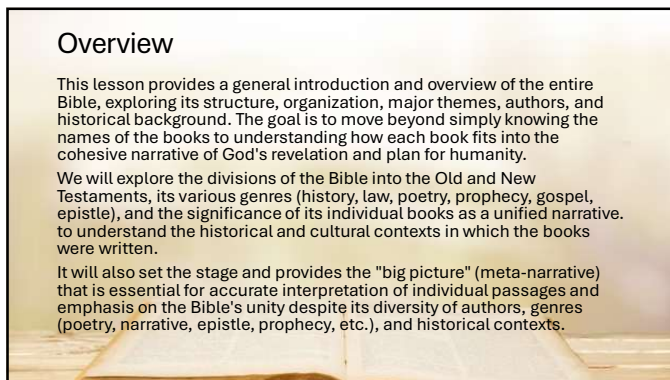 Overview
This lesson provides a general introduction and overview of the entire
Bible, exploring its structure, organization, major themes, authors, and
historical background. The goal is to move beyond simply knowing the
names of the books to understanding how each book fits into the
cohesive narrative of God's revelation and plan for humanity.
We will explore the divisions of the Bible into the Old and New
Testaments, its various genres (history, law, poetry, prophecy, gospel,
epistle), and the significance of its individual books as a unified narrative.
to understand the historical and cultural contexts in which the books
were written.
It will also set the stage and provides the "big picture" (meta-narrative)
that is essential for accurate interpretation of individual passages and
emphasis on the Bible's unity despite its diversity of authors, genres
(poetry, narrative, epistle, prophecy, etc.), and historical contexts.